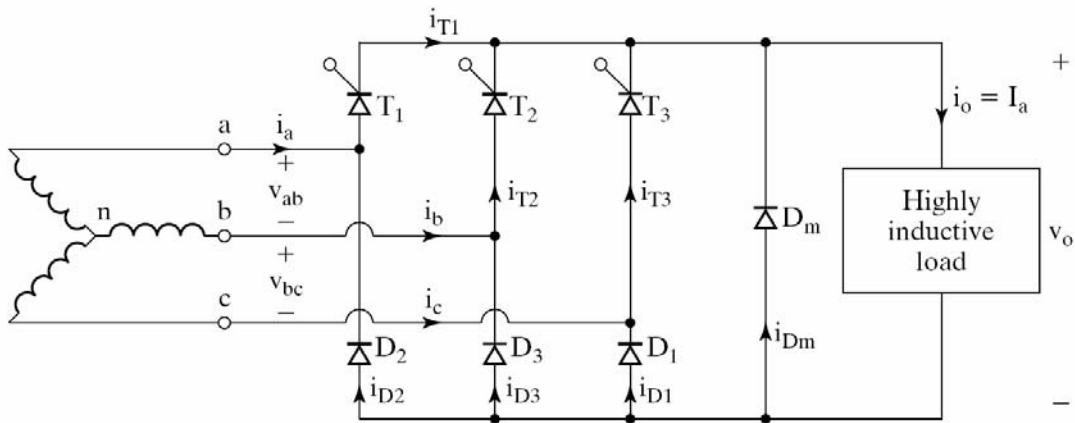 i_T1
+
T_1
T_2
T_3
i_o = I_a
a
i_a
+
v_ab
−
i_T2
i_T3
n
b
i_b
D_m
Highly
inductive
load
v_o
+
v_bc
−
c
i_c
i_Dm
D_2
D_3
D_1
i_D2
i_D3
i_D1
−